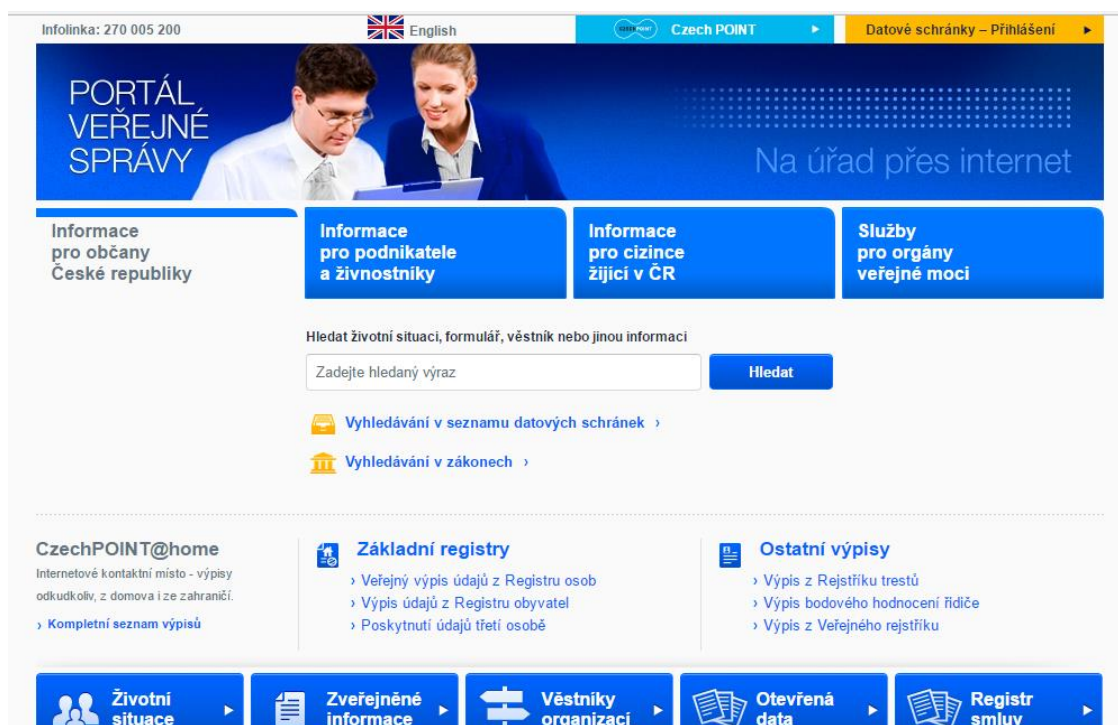 Infolinka: 270 005 200
English
Czech POINT
Datové schránky – Přihlášení
PORTÁL
VEŘEJNÉ
SPRÁVY
Na úřad přes internet
Informace
pro občany
České republiky
Informace
pro podnikatele
a živnostníky
Informace
pro cizince
žijící v ČR
Služby
pro orgány
veřejné moci
Hledat životní situaci, formulář, věstník nebo jinou informaci
Zadejte hledaný výraz
Hledat
Vyhledávání v seznamu datových schránek ›
Vyhledávání v zákonech ›
CzechPOINT@home
Internetové kontaktní místo - výpisy
odkudkoliv, z domova i ze zahraničí.
› Kompletní seznam výpisů
Základní registry
› Veřejný výpis údajů z Registru osob
› Výpis údajů z Registru obyvatel
› Poskytnutí údajů třetí osobě
Ostatní výpisy
› Výpis z Rejstříku trestů
› Výpis bodového hodnocení řidiče
› Výpis z Veřejného rejstříku
Životní
situace
Zveřejněné
informace
Věstníky
organizací
Otevřená
data
Registr
smluv